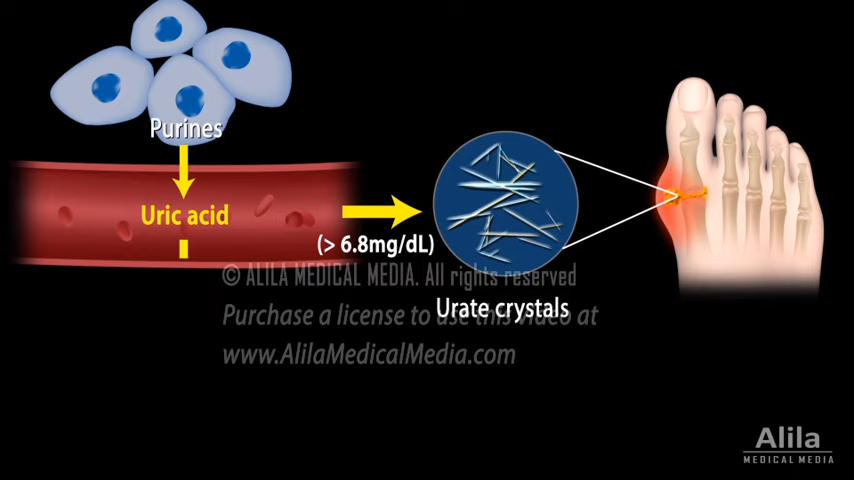 Purines
Uric acid
(> 6.8mg/dL)
Urate crystals
© ALILA MEDICAL MEDIA. All rights reserved
Purchase a license to use this video at
www.AlilaMedicalMedia.com
Alila
MEDICAL MEDIA